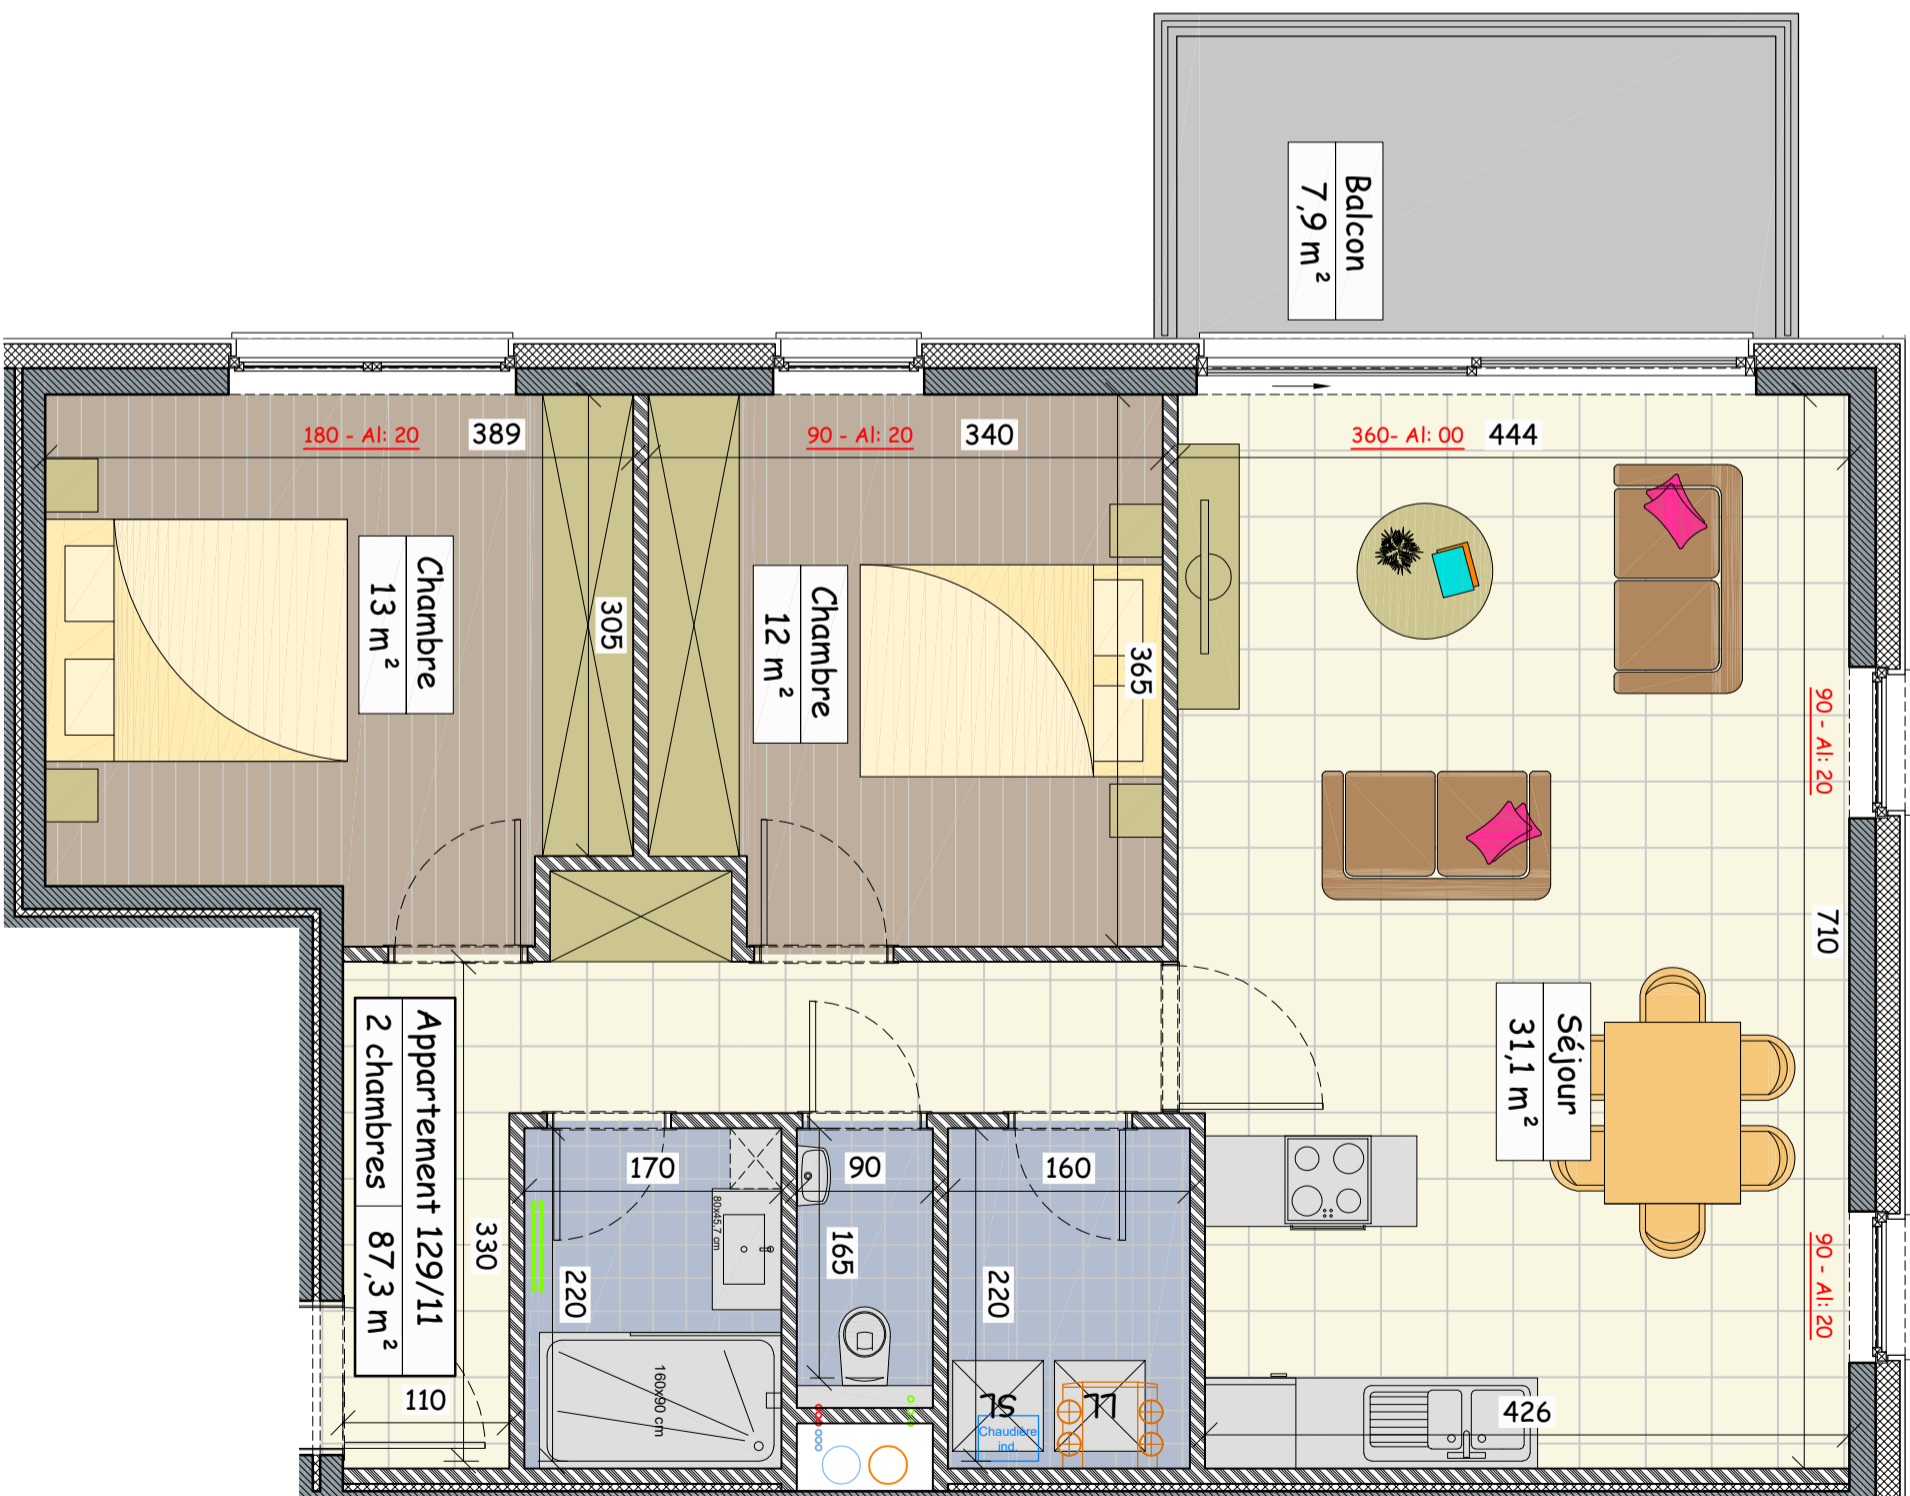 Balcon
7,9 m²
180 - Al: 20
389
90 - Al: 20
340
360- Al: 00
444
Chambre
13 m²
305
Chambre
12 m²
365
90 - Al: 20
710
Séjour
31,1 m²
Appartement 129/11
2 chambres
87,3 m²
330
110
170
80x45,7 cm
220
160x90 cm
90
165
160
220
SL
LL
Chaudière
ind.
90 - Al: 20
426